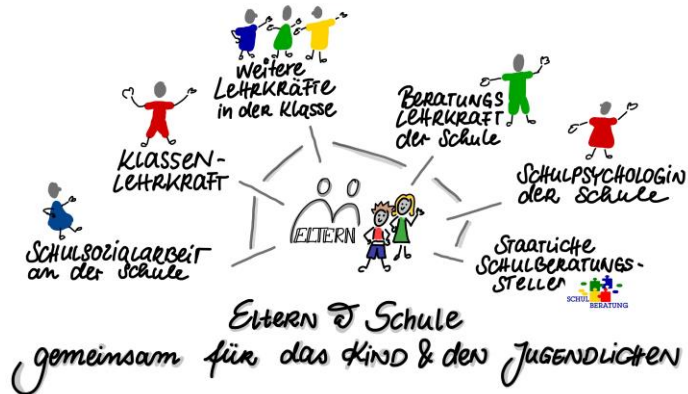 Weitere
Lehrkräfte
in der Klasse
Beratungs
lehrkraft
der Schule
Klassen-
lehrkraft
Schulpsychologin
der Schule
Schulsozialarbeit
an der Schule
ELTERN
Staatliche
Schulberatungs-
stellen
SCHUL
BERATUNG
Eltern & Schule
gemeinsam für das Kind & den Jugendlichen